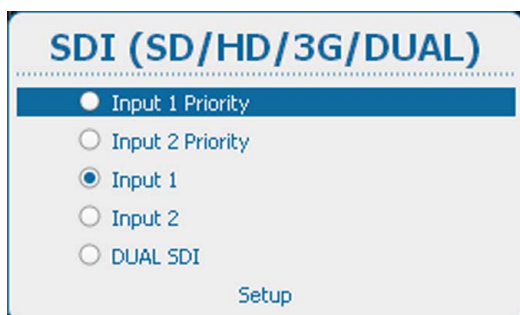 SDI (SD/HD/3G/DUAL)
Input 1 Priority
Input 2 Priority
Input 1
Input 2
DUAL SDI
Setup